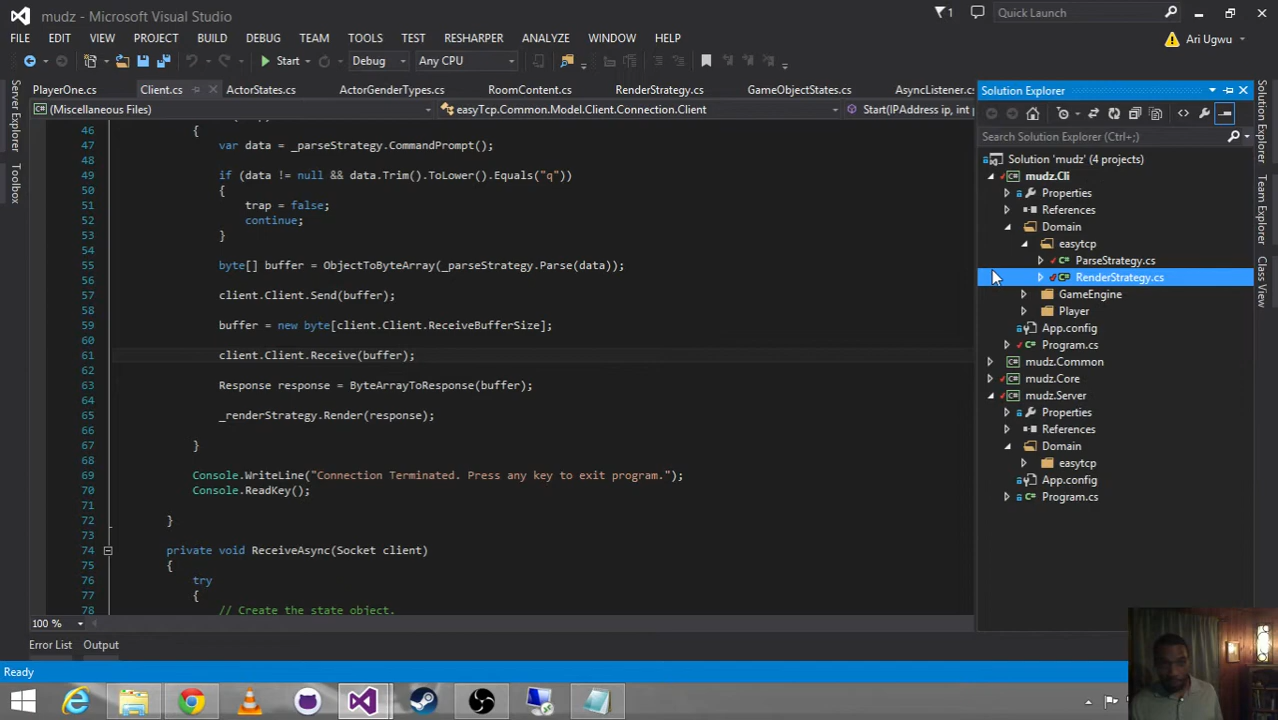 mudz - Microsoft Visual Studio
1
Quick Launch
FILE EDIT VIEW PROJECT BUILD DEBUG TEAM TOOLS TEST RESHARPER ANALYZE WINDOW HELP
Ari Ugwu
Start Debug Any CPU
PlayerOne.cs Client.cs ActorStates.cs ActorGenderTypes.cs RoomContent.cs RenderStrategy.cs GameObjectStates.cs AsyncListener.cs
(Miscellaneous Files) easyTcp.Common.Model.Client.Connection.Client Start(IPAddress ip, int p
46 {
47 var data = _parseStrategy.CommandPrompt();
48
49 if (data != null && data.Trim().ToLower().Equals("q"))
50 {
51 trap = false;
52 continue;
53 }
54
55 byte[] buffer = ObjectToByteArray(_parseStrategy.Parse(data));
56
57 client.Client.Send(buffer);
58
59 buffer = new byte[client.Client.ReceiveBufferSize];
60
61 client.Client.Receive(buffer);
62
63 Response response = ByteArrayToResponse(buffer);
64
65 _renderStrategy.Render(response);
66
67 }
68
69 Console.WriteLine("Connection Terminated. Press any key to exit program.");
70 Console.ReadKey();
71
72 }
73
74 private void ReceiveAsync(Socket client)
75 {
76 try
77 {
78 // Create the state object.
100 %
Error List Output
Ready
Server Explorer
Toolbox
Solution Explorer
Search Solution Explorer (Ctrl+;)
Solution 'mudz' (4 projects)
mudz.Cli
Properties
References
Domain
easytcp
ParseStrategy.cs
RenderStrategy.cs
GameEngine
Player
App.config
Program.cs
mudz.Common
mudz.Core
mudz.Server
Properties
References
Domain
easytcp
App.config
Program.cs
Solution Explorer
Team Explorer
Class View